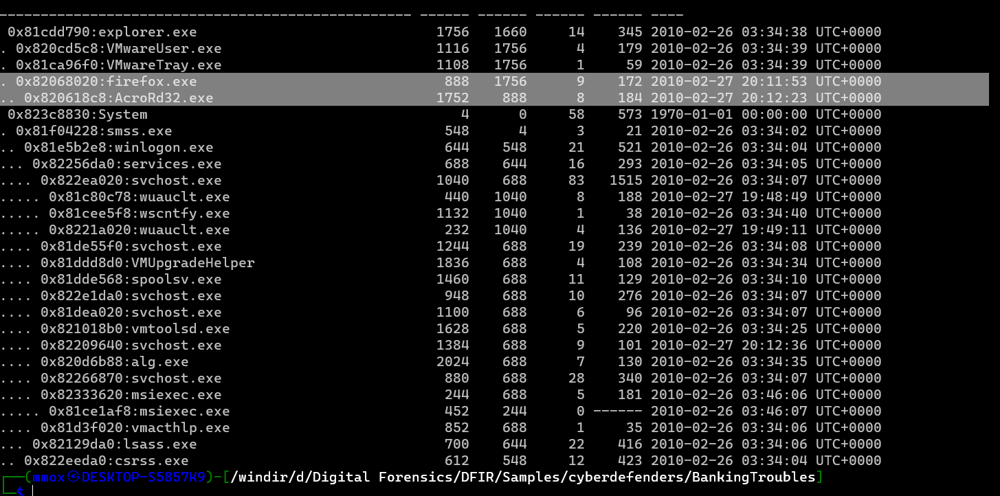 -------------------------------------------------- ------ ------ ------ ------ ----
 0x81cdd790:explorer.exe                             1756   1660     14    345 2010-02-26 03:34:38 UTC+0000
. 0x820cd5c8:VMwareUser.exe                          1116   1756      4    179 2010-02-26 03:34:39 UTC+0000
. 0x81ca96f0:VMwareTray.exe                          1108   1756      1     59 2010-02-26 03:34:39 UTC+0000
. 0x82068020:firefox.exe                              888   1756      9    172 2010-02-27 20:11:53 UTC+0000
.. 0x820618c8:AcroRd32.exe                           1752    888      8    184 2010-02-27 20:12:23 UTC+0000
 0x823c8830:System                                      4      0     58    573 1970-01-01 00:00:00 UTC+0000
. 0x81f04228:smss.exe                                 548      4      3     21 2010-02-26 03:34:02 UTC+0000
.. 0x81e5b2e8:winlogon.exe                            644    548     21    521 2010-02-26 03:34:04 UTC+0000
... 0x82256da0:services.exe                           688    644     16    293 2010-02-26 03:34:05 UTC+0000
.... 0x822ea020:svchost.exe                          1040    688     83   1515 2010-02-26 03:34:07 UTC+0000
..... 0x81c80c78:wuauclt.exe                          440   1040      8    188 2010-02-27 19:48:49 UTC+0000
..... 0x81cee5f8:wscntfy.exe                         1132   1040      1     38 2010-02-26 03:34:40 UTC+0000
..... 0x8221a020:wuauclt.exe                          232   1040      4    136 2010-02-27 19:49:11 UTC+0000
.... 0x81de55f0:svchost.exe                          1244    688     19    239 2010-02-26 03:34:08 UTC+0000
.... 0x81ddd8d0:VMUpgradeHelper                      1836    688      4    108 2010-02-26 03:34:34 UTC+0000
.... 0x81dde568:spoolsv.exe                          1460    688     11    129 2010-02-26 03:34:10 UTC+0000
.... 0x822e1da0:svchost.exe                           948    688     10    276 2010-02-26 03:34:07 UTC+0000
.... 0x81dea020:svchost.exe                          1100    688      6     96 2010-02-26 03:34:07 UTC+0000
.... 0x821018b0:vmtoolsd.exe                         1628    688      5    220 2010-02-26 03:34:25 UTC+0000
.... 0x82209640:svchost.exe                          1384    688      9    101 2010-02-27 20:12:36 UTC+0000
.... 0x820d6b88:alg.exe                              2024    688      7    130 2010-02-26 03:34:35 UTC+0000
.... 0x82266870:svchost.exe                           880    688     28    340 2010-02-26 03:34:07 UTC+0000
.... 0x82333620:msiexec.exe                           244    688      5    181 2010-02-26 03:46:06 UTC+0000
..... 0x81ce1af8:msiexec.exe                          452    244      0 ------ 2010-02-26 03:46:07 UTC+0000
.... 0x81d3f020:vmacthlp.exe                          852    688      1     35 2010-02-26 03:34:06 UTC+0000
... 0x82129da0:lsass.exe                              700    644     22    416 2010-02-26 03:34:06 UTC+0000
.. 0x822eeda0:csrss.exe                               612    548     12    423 2010-02-26 03:34:04 UTC+0000
┌──(mmox㉿DESKTOP-S5857K9)-[/windir/d/Digital Forensics/DFIR/Samples/cyberdefenders/BankingTroubles]
└─$